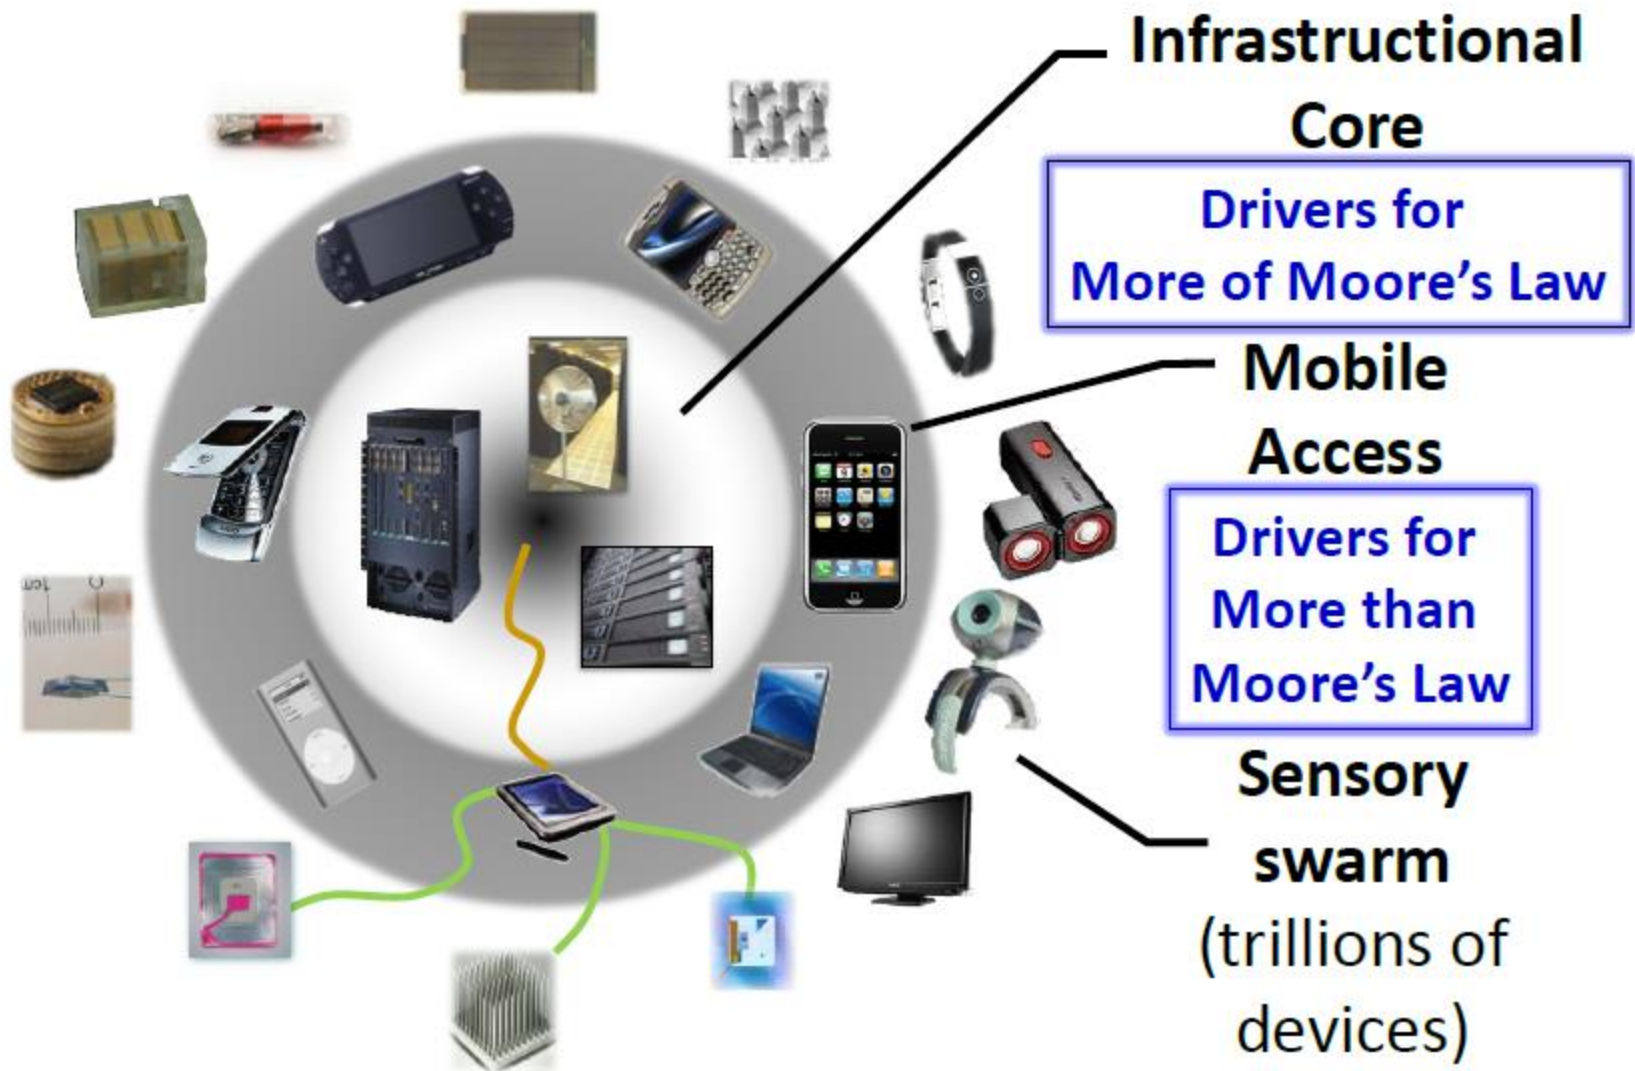 Infrastructional
Core
Drivers for
More of Moore's Law
Mobile
Access
Drivers for
More than
Moore's Law
Sensory
swarm
(trillions of
devices)